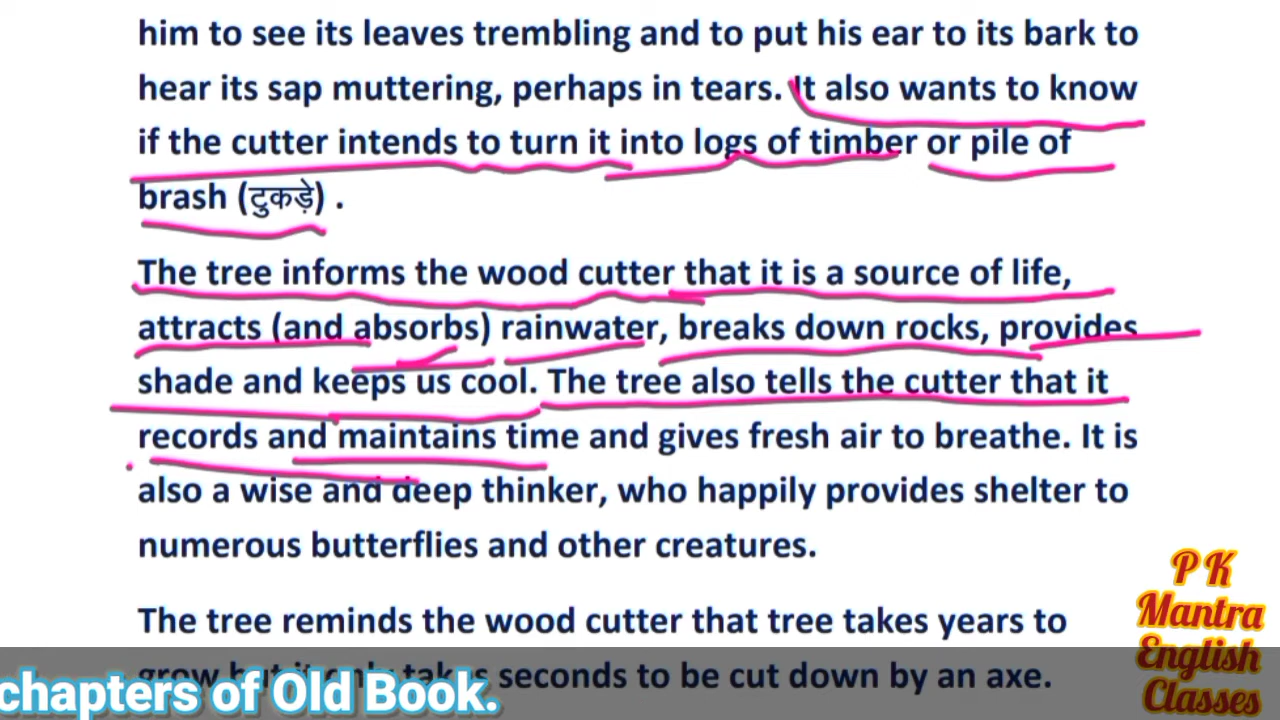 him to see its leaves trembling and to put his ear to its bark to
hear its sap muttering, perhaps in tears. It also wants to know
if the cutter intends to turn it into logs of timber or pile of
brash (टुकड़े) .
The tree informs the wood cutter that it is a source of life,
attracts (and absorbs) rainwater, breaks down rocks, provides
shade and keeps us cool. The tree also tells the cutter that it
records and maintains time and gives fresh air to breathe. It is
also a wise and deep thinker, who happily provides shelter to
numerous butterflies and other creatures.
The tree reminds the wood cutter that tree takes years to
grow but it only takes seconds to be cut down by an axe.
chapters of Old Book.
P K
Mantra
English
Classes